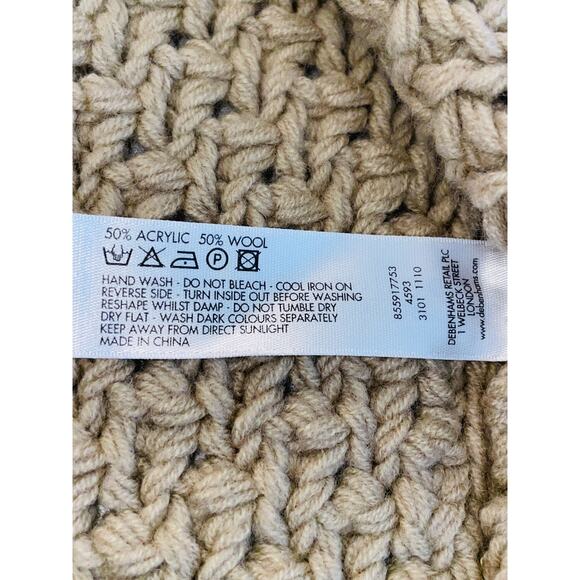 50% ACRYLIC 50% WOOL
HAND WASH - DO NOT BLEACH - COOL IRON ON
REVERSE SIDE - TURN INSIDE OUT BEFORE WASHING
RESHAPE WHILST DAMP - DO NOT TUMBLE DRY
DRY FLAT - WASH DARK COLOURS SEPARATELY
KEEP AWAY FROM DIRECT SUNLIGHT
MADE IN CHINA
855917753
4593
3101 1110
DEBENHAMS RETAIL PLC
1 WELBECK STREET
LONDON
www.debenhams.com